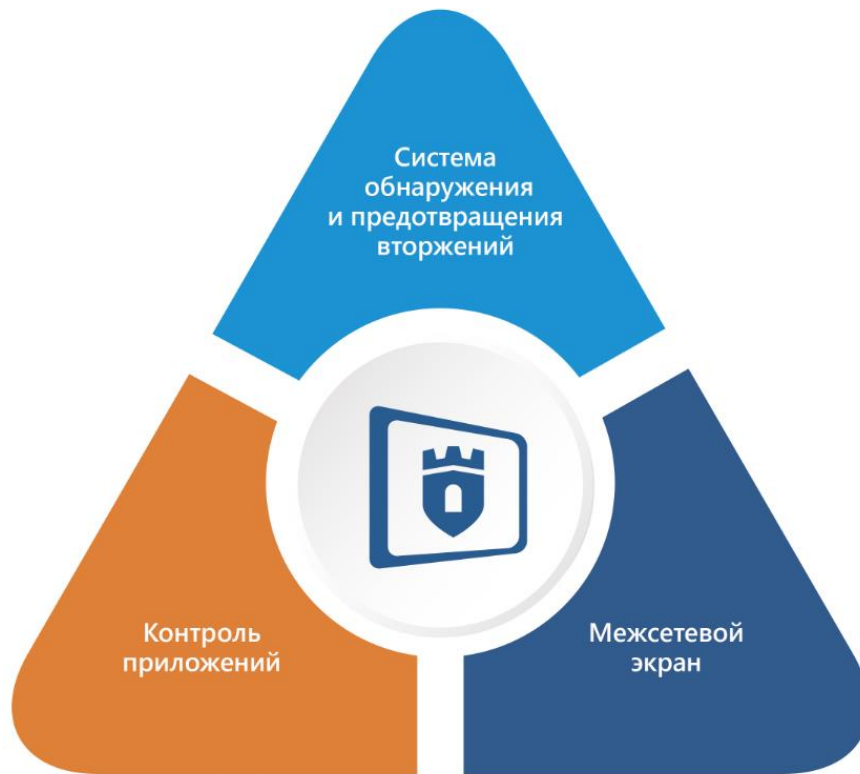 Система
обнаружения
и предотвращения
вторжений
Контроль
приложений
Межсетевой
экран